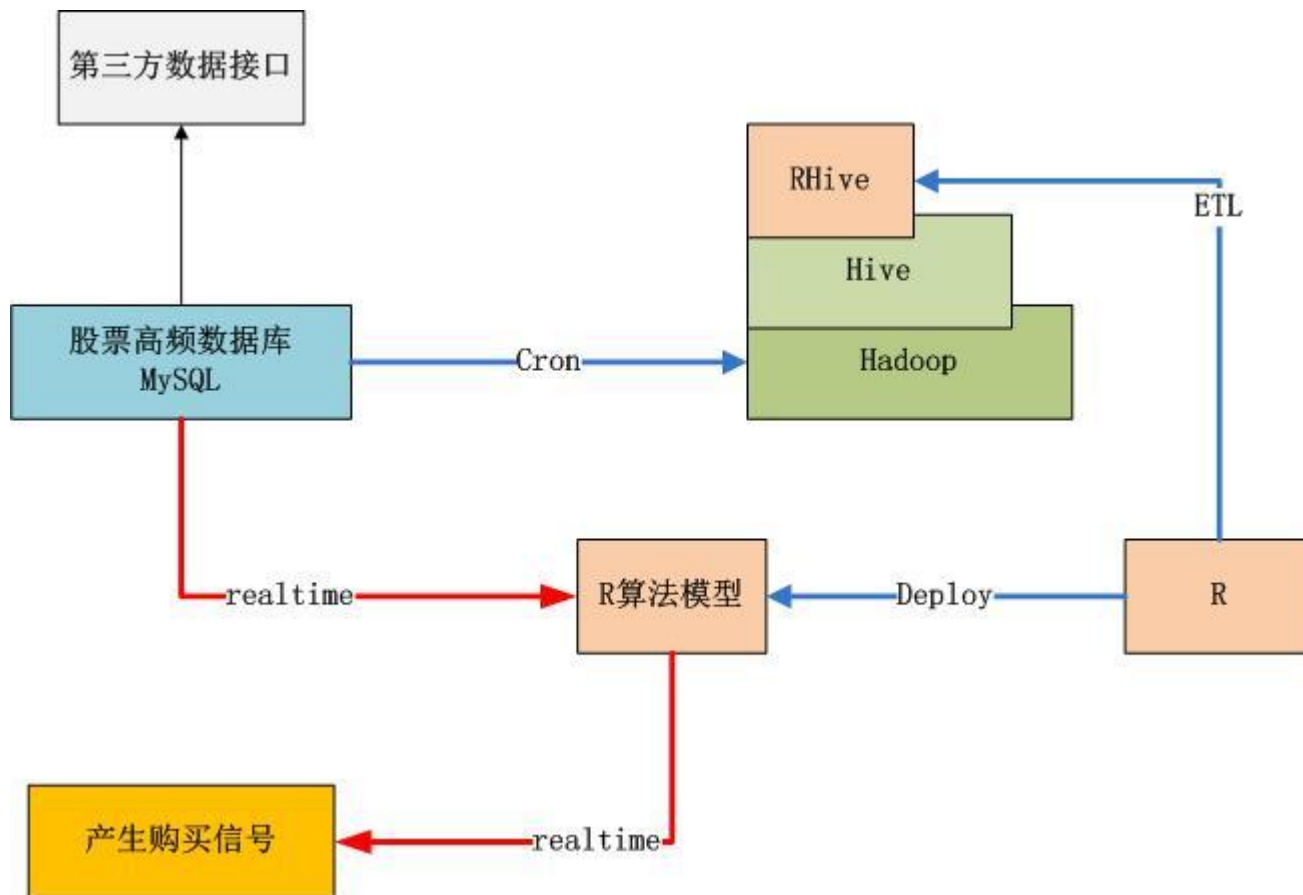 第三方数据接口
RHive
ETL
Hive
股票高频数据库
MySQL
Cron
Hadoop
realtime
R算法模型
Deploy
R
产生购买信号
realtime